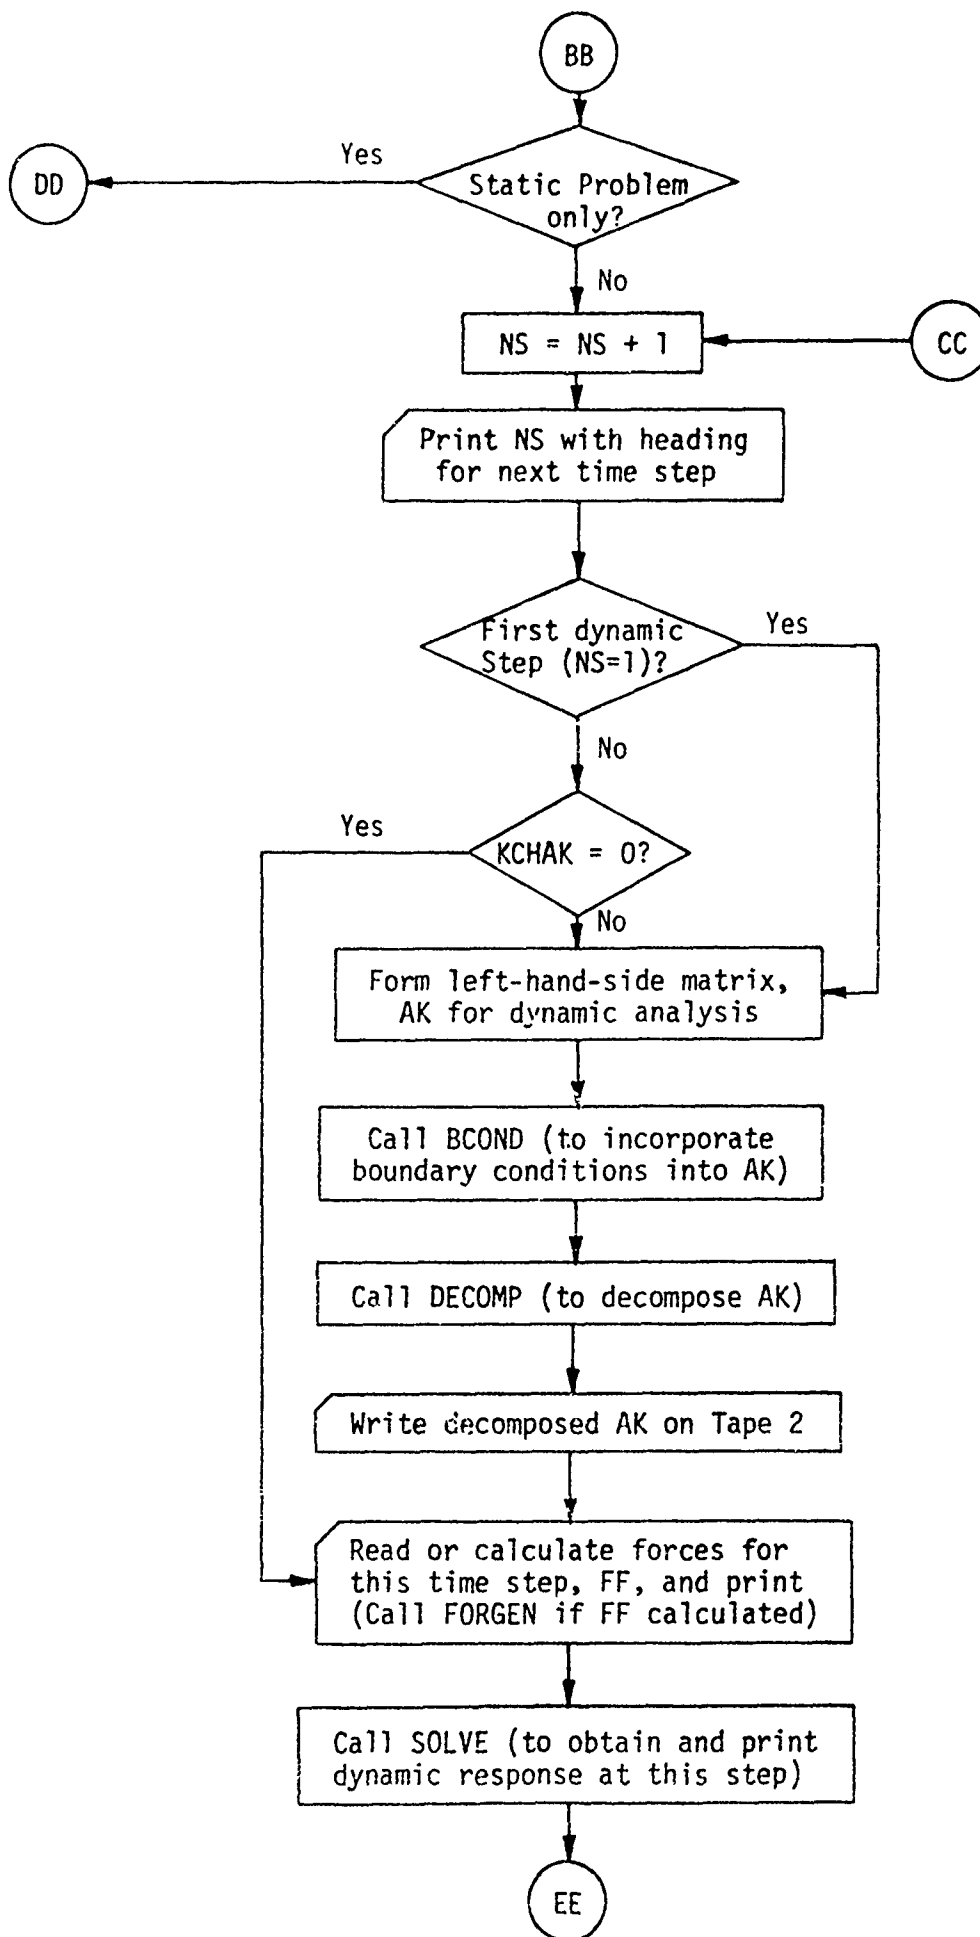 BB
Yes
DD
Static Problem
only?
No
NS = NS + 1
CC
Print NS with heading
for next time step
First dynamic
Step (NS=1)?
Yes
No
Yes
KCHAK = 0?
No
Form left-hand-side matrix,
AK for dynamic analysis
Call BCOND (to incorporate
boundary conditions into AK)
Call DECOMP (to decompose AK)
Write decomposed AK on Tape 2
Read or calculate forces for
this time step, FF, and print
(Call FORGEN if FF calculated)
Call SOLVE (to obtain and print
dynamic response at this step)
EE